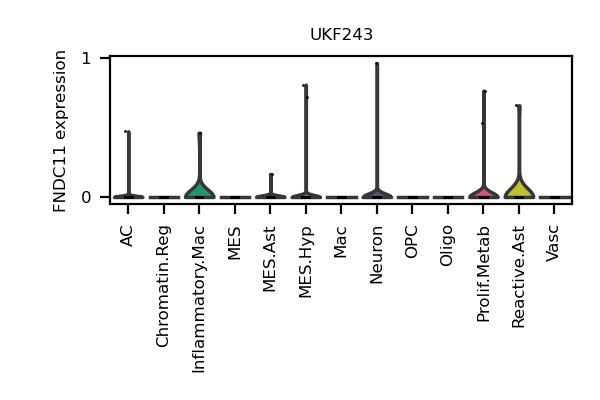 UKF243
FNDC11 expression
1
0
AC
Chromatin.Reg
Inflammatory.Mac
MES
MES.Ast
MES.Hyp
Mac
Neuron
OPC
Oligo
Prolif.Metab
Reactive.Ast
Vasc